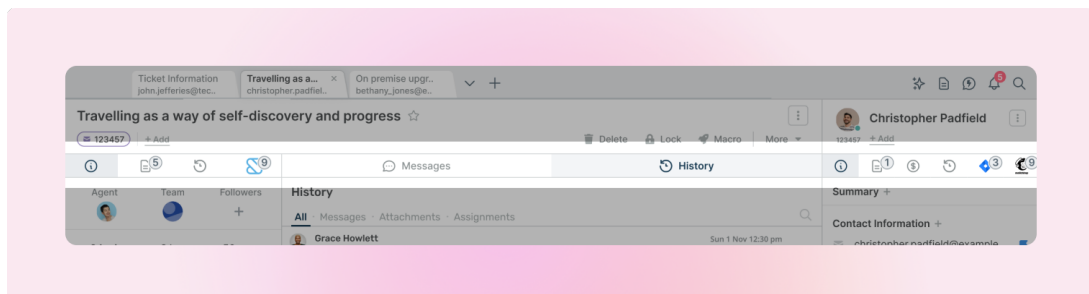 Ticket Information
john.jefferies@tec..
Travelling as a... ×
christopher.padfiel..
On premise upgr..
bethany_jones@e..
5
Travelling as a way of self-discovery and progress
123457
+ Add
Delete
Lock
Macro
More
Christopher Padfield
123457
+ Add
5
9
Messages
History
1
3
9
Agent
Team
Followers
History
All · Messages · Attachments · Assignments
Grace Howlett
Sun 1 Nov 12:30 pm
Summary +
Contact Information +
christopher.padfield@example